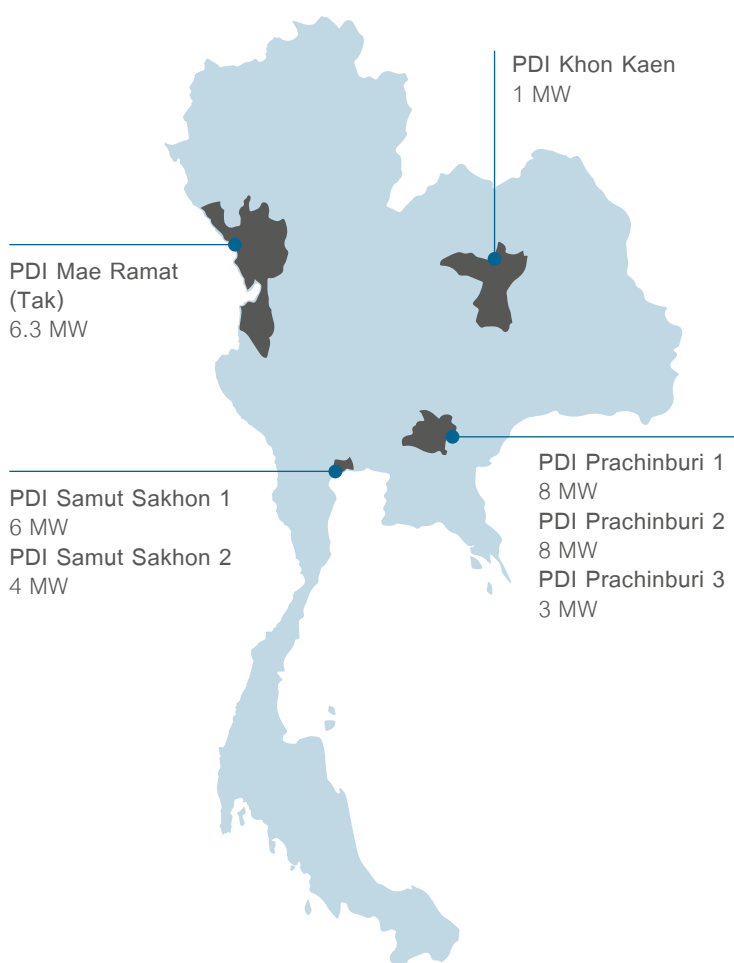 PDI Khon Kaen
1 MW
PDI Mae Ramat
(Tak)
6.3 MW
PDI Samut Sakhon 1
6 MW
PDI Samut Sakhon 2
4 MW
PDI Prachinburi 1
8 MW
PDI Prachinburi 2
8 MW
PDI Prachinburi 3
3 MW